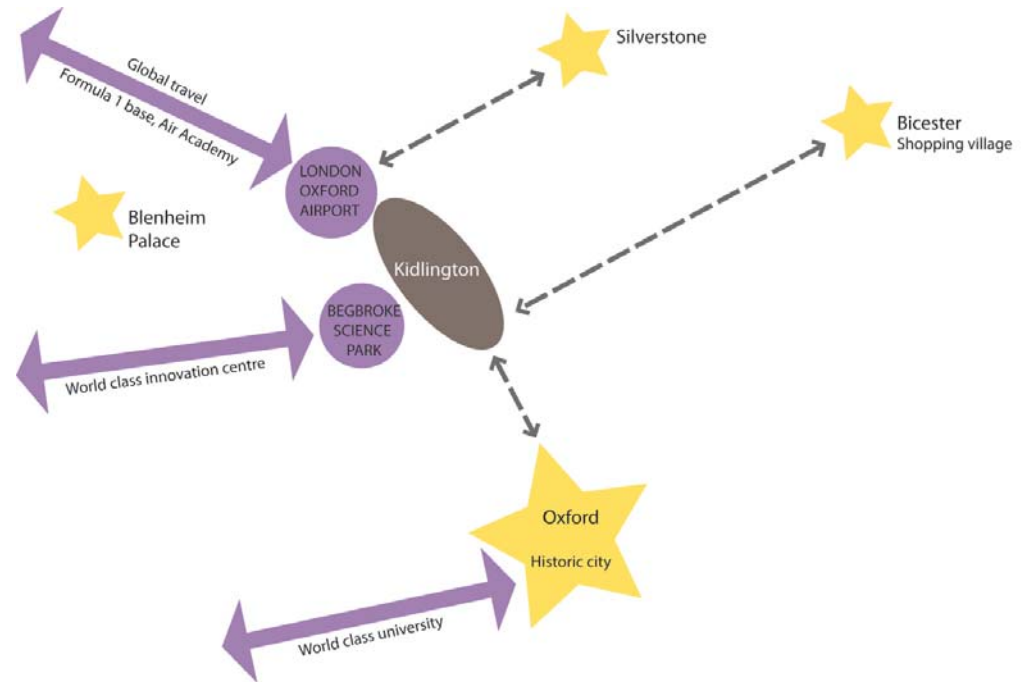 Global travel
Formula 1 base, Air Academy
Silverstone
Bicester
Shopping village
LONDON
OXFORD
AIRPORT
Blenheim
Palace
Kidlington
BEGBROKE
SCIENCE
PARK
World class innovation centre
Oxford
Historic city
World class university